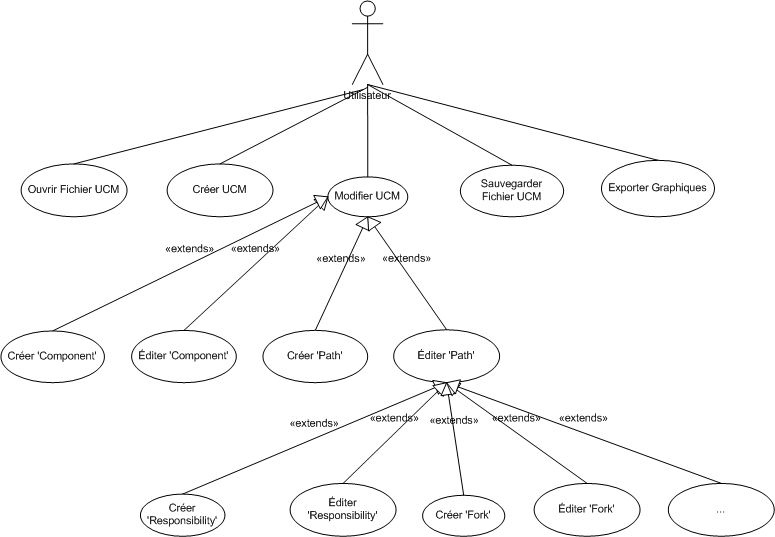 Utilisateur
Ouvrir Fichier UCM
Créer UCM
Modifier UCM
Sauvegarder
Fichier UCM
Exporter Graphiques
«extends»
«extends»
«extends»
«extends»
Créer 'Component'
Éditer 'Component'
Créer 'Path'
Éditer 'Path'
«extends»
«extends»
«extends»
«extends»
«extends»
Créer
'Responsibility'
Éditer
'Responsibility'
Créer 'Fork'
Éditer 'Fork'
...